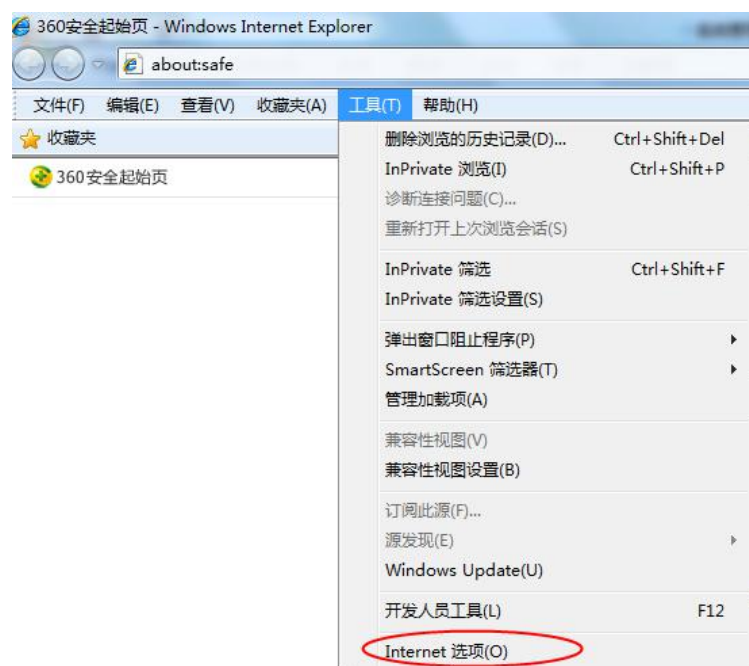 360安全起始页 - Windows Internet Explorer
about:safe
文件(F) 编辑(E) 查看(V) 收藏夹(A) 工具(T) 帮助(H)
收藏夹
360安全起始页
删除浏览的历史记录(D)... Ctrl+Shift+Del
InPrivate 浏览(I) Ctrl+Shift+P
诊断连接问题(C)...
重新打开上次浏览会话(S)
InPrivate 筛选 Ctrl+Shift+F
InPrivate 筛选设置(S)
弹出窗口阻止程序(P)
SmartScreen 筛选器(T)
管理加载项(A)
兼容性视图(V)
兼容性视图设置(B)
订阅此源(F)...
源发现(E)
Windows Update(U)
开发人员工具(L) F12
Internet 选项(O)